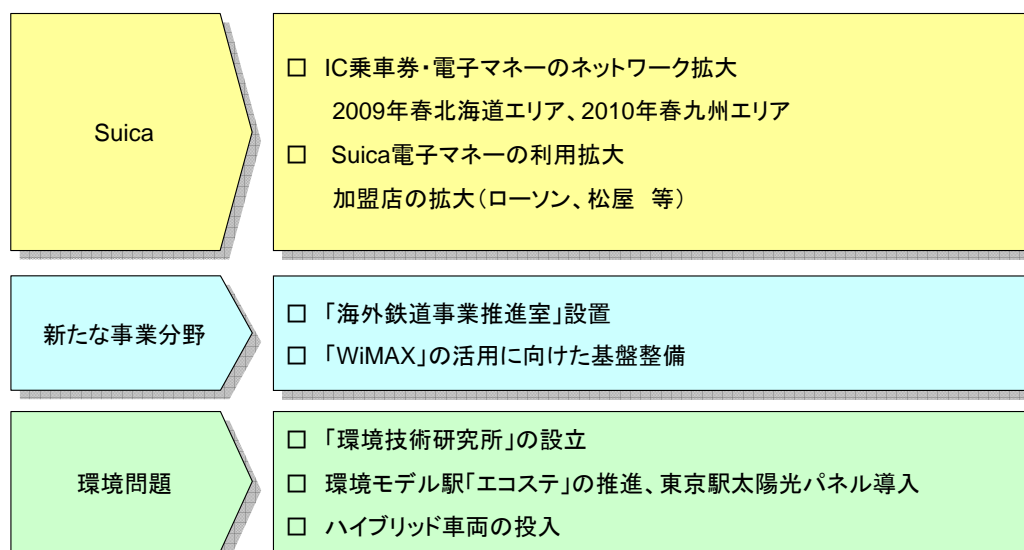 Suica
□ IC乗車券・電子マネーのネットワーク拡大
2009年春北海道エリア、2010年春九州エリア
□ Suica電子マネーの利用拡大
加盟店の拡大(ローソン、松屋 等)
新たな事業分野
□ 「海外鉄道事業推進室」設置
□ 「WiMAX」の活用に向けた基盤整備
環境問題
□ 「環境技術研究所」の設立
□ 環境モデル駅「エコステ」の推進、東京駅太陽光パネル導入
□ ハイブリッド車両の投入